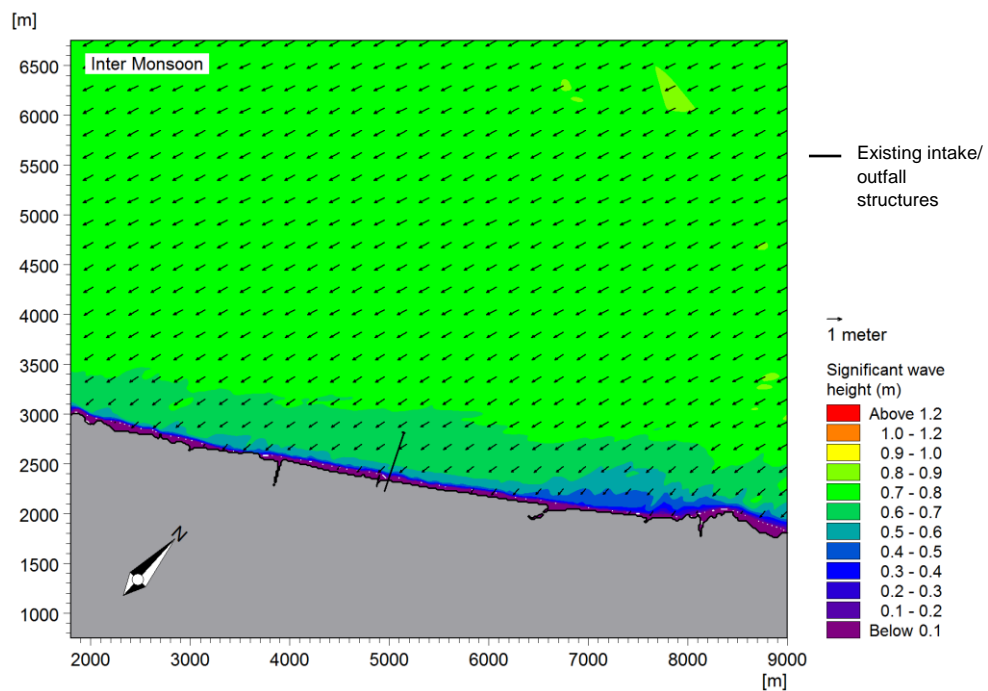 [m]
Inter Monsoon
6500
6000
5500
5000
4500
4000
3500
3000
2500
2000
1500
1000
N
2000 3000 4000 5000 6000 7000 8000 9000
[m]
Existing intake/
outfall
structures
1 meter
Significant wave
height (m)
Above 1.2
1.0 - 1.2
0.9 - 1.0
0.8 - 0.9
0.7 - 0.8
0.6 - 0.7
0.5 - 0.6
0.4 - 0.5
0.3 - 0.4
0.2 - 0.3
0.1 - 0.2
Below 0.1